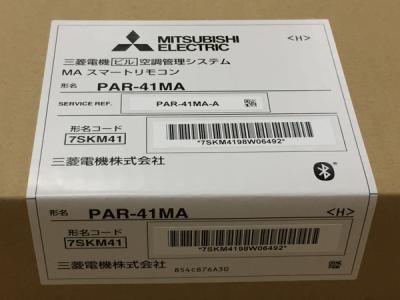 MITSUBISHI
ELECTRIC
<H>
三菱電機 ビル 空調管理システム
MA スマートリモコン
形名 PAR-41MA
SERVICE REF. PAR-41MA-A
形名コード
7SKM41
*7SKM4198W06492*
三菱電機株式会社
形名 PAR-41MA <H>
形名コード
7SKM41
*7SKM4198W06492*
三菱電機株式会社
854C876A30